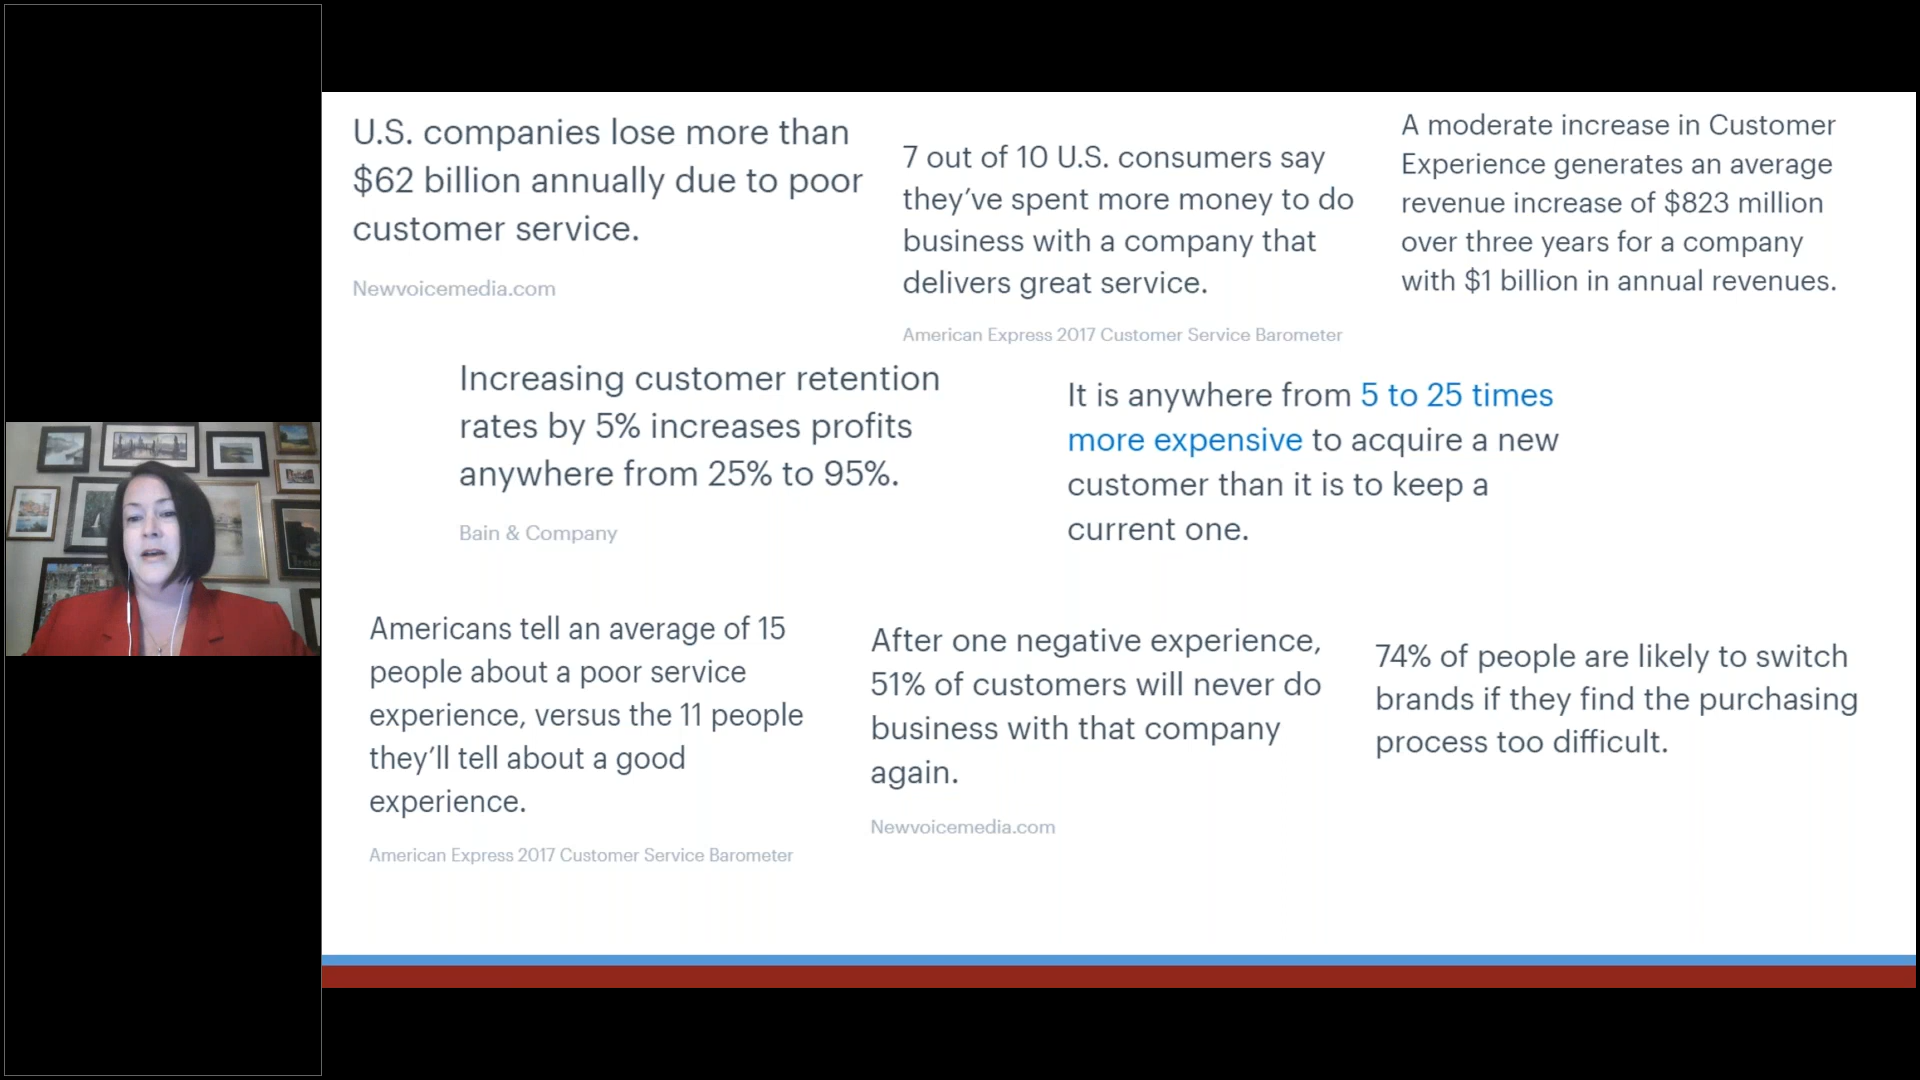 U.S. companies lose more than
$62 billion annually due to poor
customer service.
Newvoicemedia.com
7 out of 10 U.S. consumers say
they’ve spent more money to do
business with a company that
delivers great service.
American Express 2017 Customer Service Barometer
A moderate increase in Customer
Experience generates an average
revenue increase of $823 million
over three years for a company
with $1 billion in annual revenues.
Increasing customer retention
rates by 5% increases profits
anywhere from 25% to 95%.
Bain & Company
It is anywhere from 5 to 25 times
more expensive to acquire a new
customer than it is to keep a
current one.
Americans tell an average of 15
people about a poor service
experience, versus the 11 people
they’ll tell about a good
experience.
American Express 2017 Customer Service Barometer
After one negative experience,
51% of customers will never do
business with that company
again.
Newvoicemedia.com
74% of people are likely to switch
brands if they find the purchasing
process too difficult.